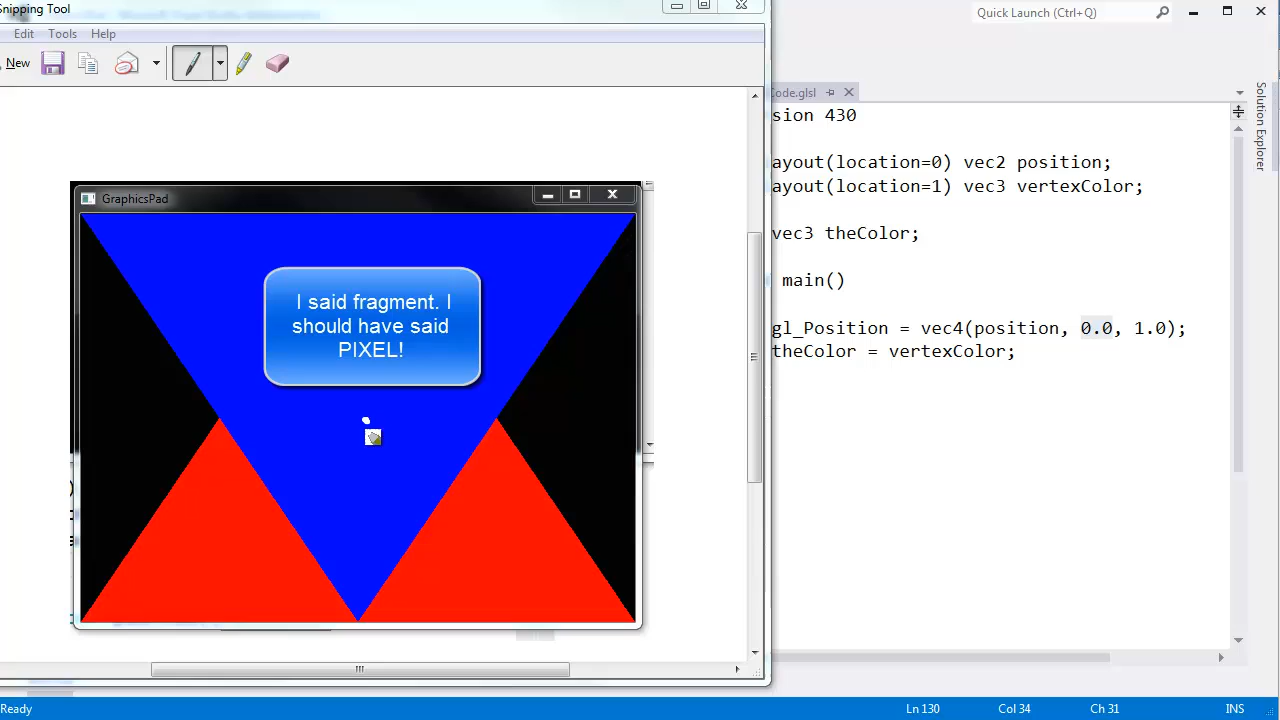 Snipping Tool
Quick Launch (Ctrl+Q)
Edit Tools Help
New
Code.glsl
sion 430
ayout(location=0) vec2 position;
ayout(location=1) vec3 vertexColor;
vec3 theColor;
main()
gl_Position = vec4(position, 0.0, 1.0);
theColor = vertexColor;
Solution Explorer
GraphicsPad
I said fragment. I
should have said
PIXEL!
Ready
Ln 130
Col 34
Ch 31
INS